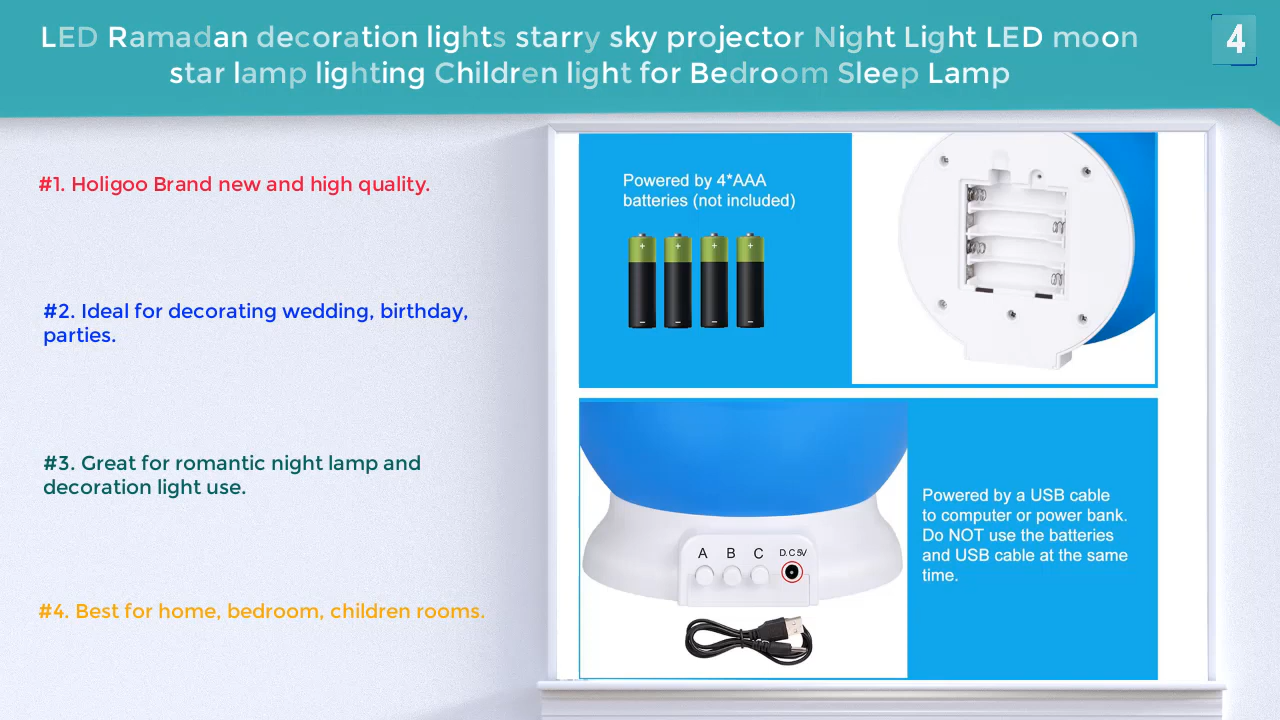 LED Ramadan decoration lights starry sky projector Night Light LED moon
star lamp lighting Children light for Bedroom Sleep Lamp
4
#1. Holigoo Brand new and high quality.
#2. Ideal for decorating wedding, birthday,
parties.
#3. Great for romantic night lamp and
decoration light use.
#4. Best for home, bedroom, children rooms.
Powered by 4*AAA
batteries (not included)
A B C D.C 5V
Powered by a USB cable
to computer or power bank.
Do NOT use the batteries
and USB cable at the same
time.